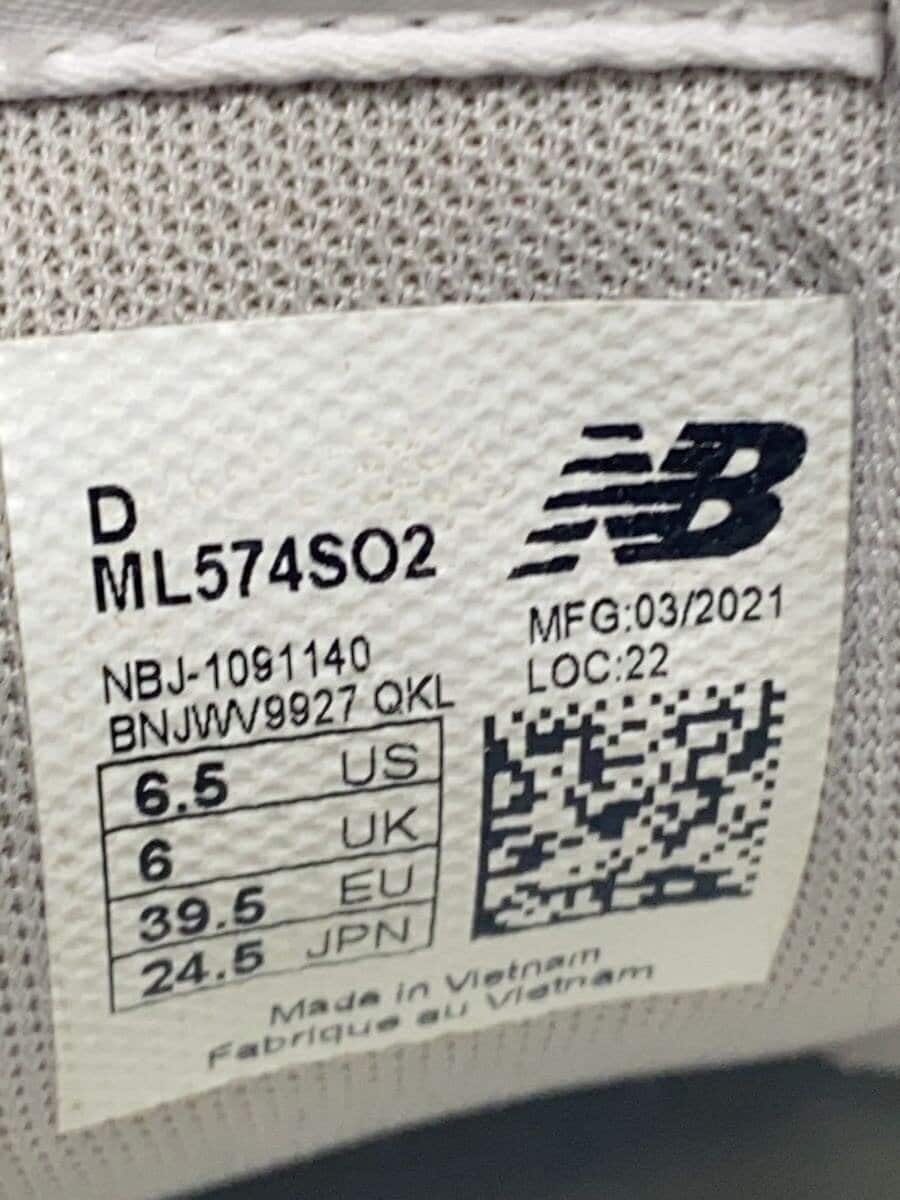 D
ML574SO2
NB
MFG:03/2021
LOC:22
NBJ-1091140
BNJWV9927 QKL
6.5 US
6 UK
39.5 EU
24.5 JPN
Made in Vietnam
Fabrique au Vietnam